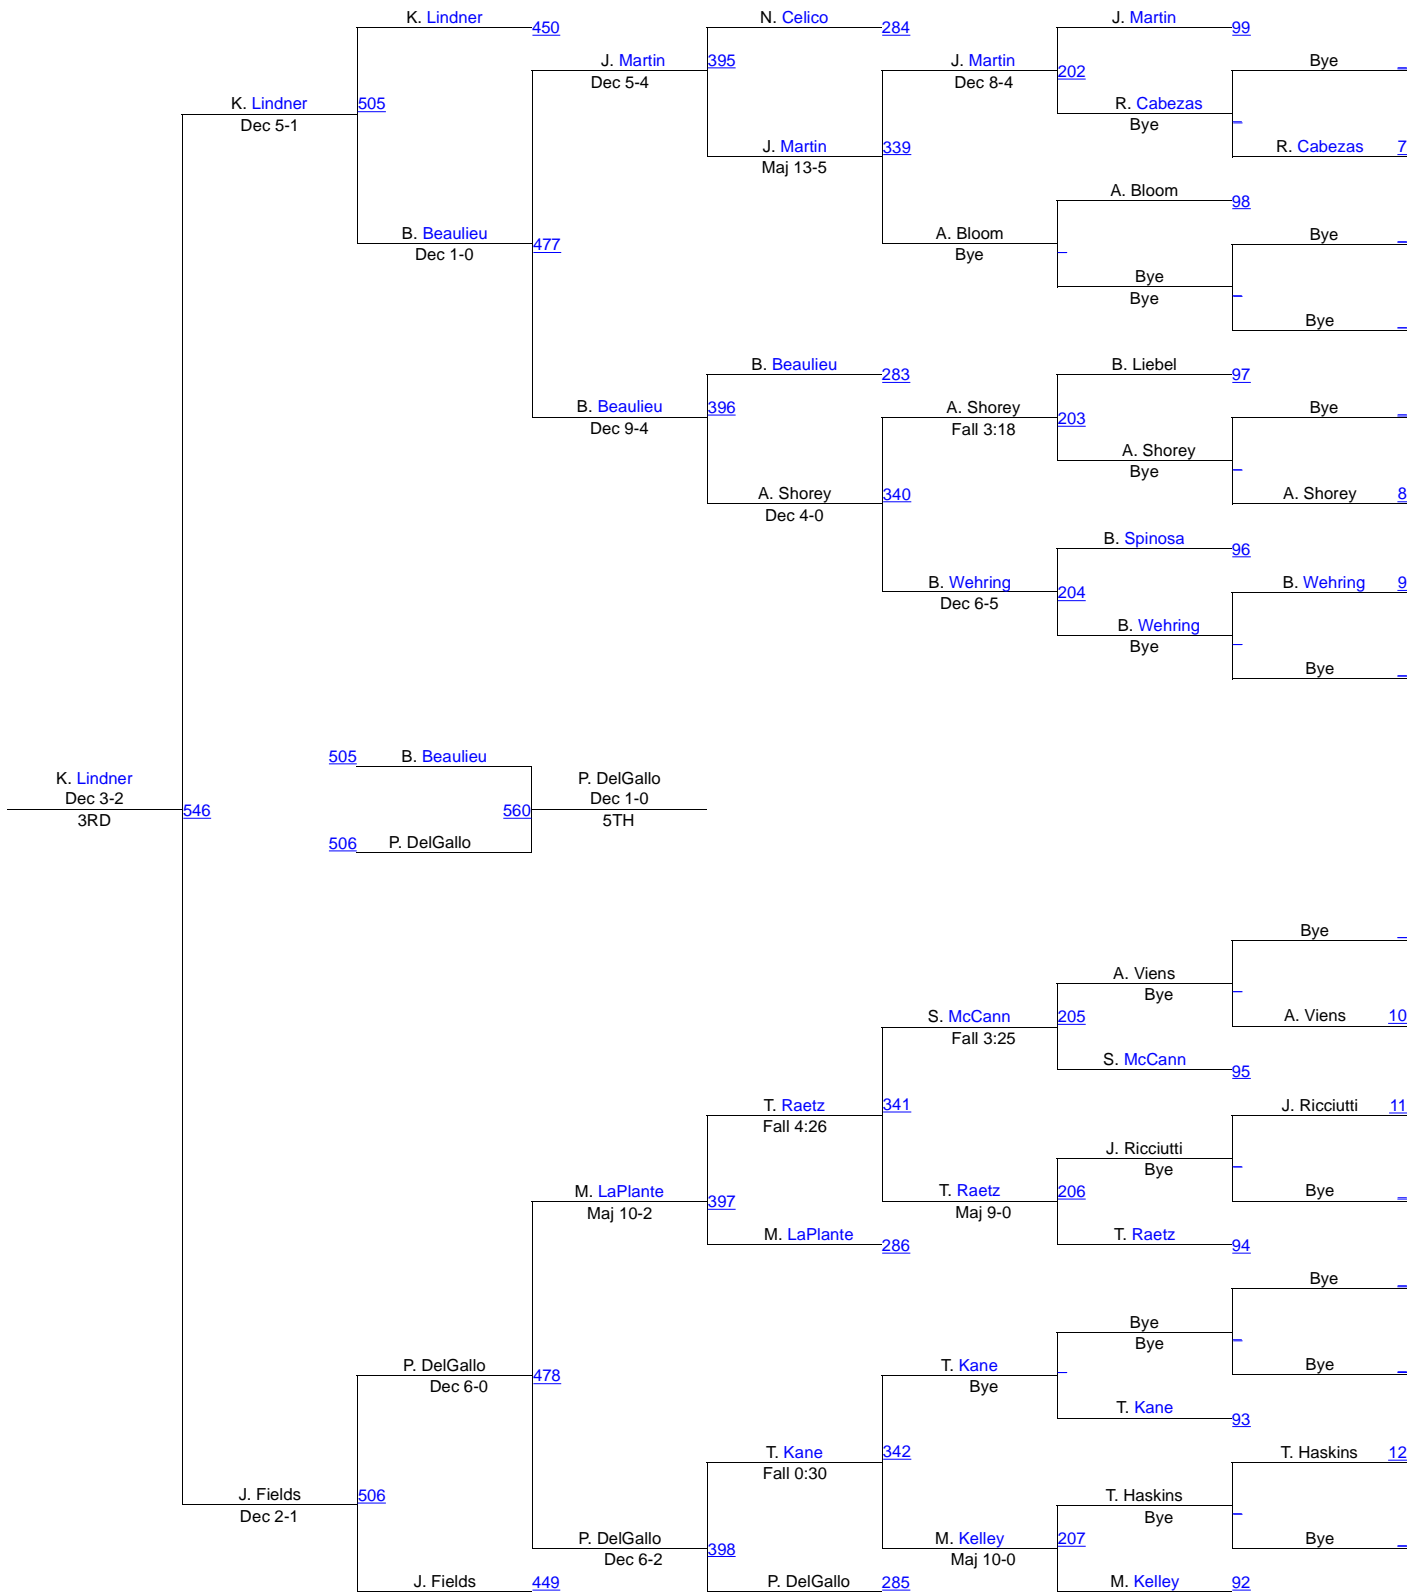 K. Lindner 450 N. Celico 284 J. Martin 99
J. Martin 395 J. Martin 202 Bye
Dec 5-4 Dec 8-4
K. Lindner 505 R. Cabezas
Dec 5-1 Bye
J. Martin 339 R. Cabezas 7
Maj 13-5
A. Bloom 98
B. Beaulieu 477 A. Bloom Bye
Dec 1-0 Bye
Bye
Bye
Bye
B. Beaulieu 283 B. Liebel 97
B. Beaulieu 396 A. Shorey 203 Bye
Dec 9-4 Fall 3:18
A. Shorey
Bye
A. Shorey 340 A. Shorey 8
Dec 4-0
B. Spinosa 96
B. Wehring 204 B. Wehring 9
Dec 6-5
B. Wehring
Bye
Bye
505 B. Beaulieu
K. Lindner P. DelGallo
Dec 3-2 546 560 Dec 1-0
3RD 5TH
506 P. DelGallo
Bye
A. Viens
Bye
S. McCann 205 A. Viens 10
Fall 3:25
S. McCann 95
T. Raetz 341 J. Ricciutti 11
Fall 4:26
J. Ricciutti
Bye
M. LaPlante 397 T. Raetz 206 Bye
Maj 10-2 Maj 9-0
M. LaPlante 286 T. Raetz 94
Bye
Bye
Bye
P. DelGallo 478 T. Kane Bye
Dec 6-0 Bye
T. Kane 93
T. Kane 342 T. Haskins 12
Fall 0:30
J. Fields 506 T. Haskins
Dec 2-1 Bye
P. DelGallo 398 M. Kelley 207 Bye
Dec 6-2 Maj 10-0
J. Fields 449 P. DelGallo 285 M. Kelley 92